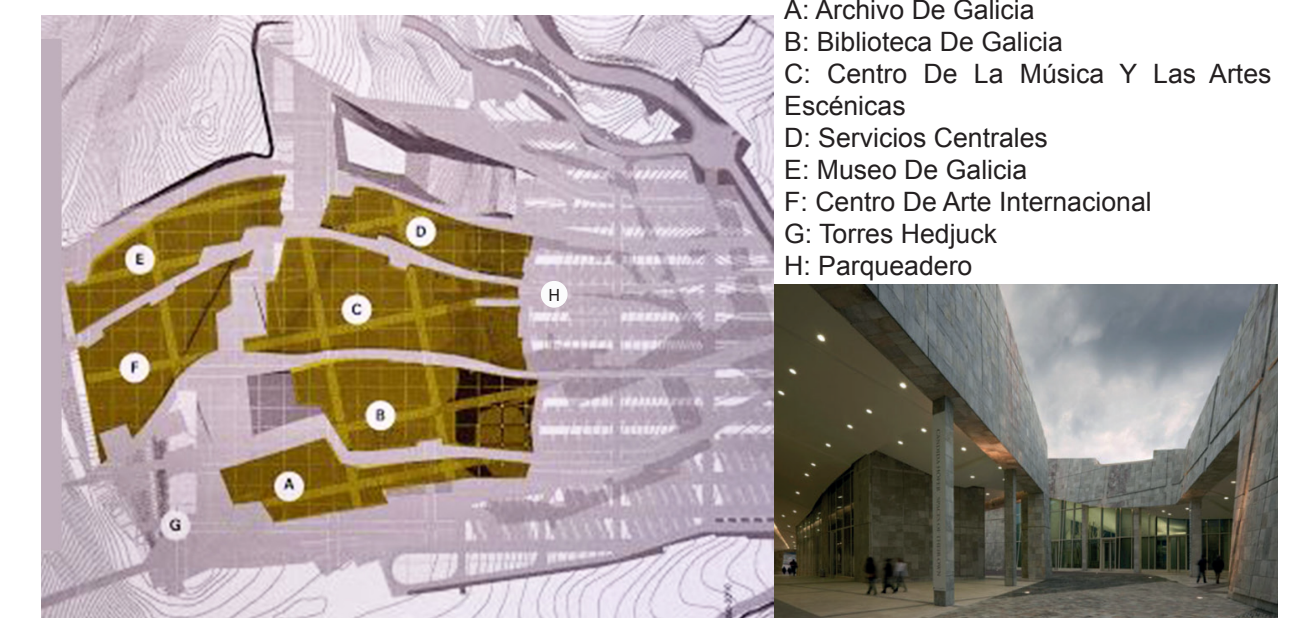 A: Archivo De Galicia
B: Biblioteca De Galicia
C: Centro De La Música Y Las Artes
Escénicas
D: Servicios Centrales
E: Museo De Galicia
F: Centro De Arte Internacional
G: Torres Hedjuck
H: Parqueadero
D
E
H
C
F
B
A
G